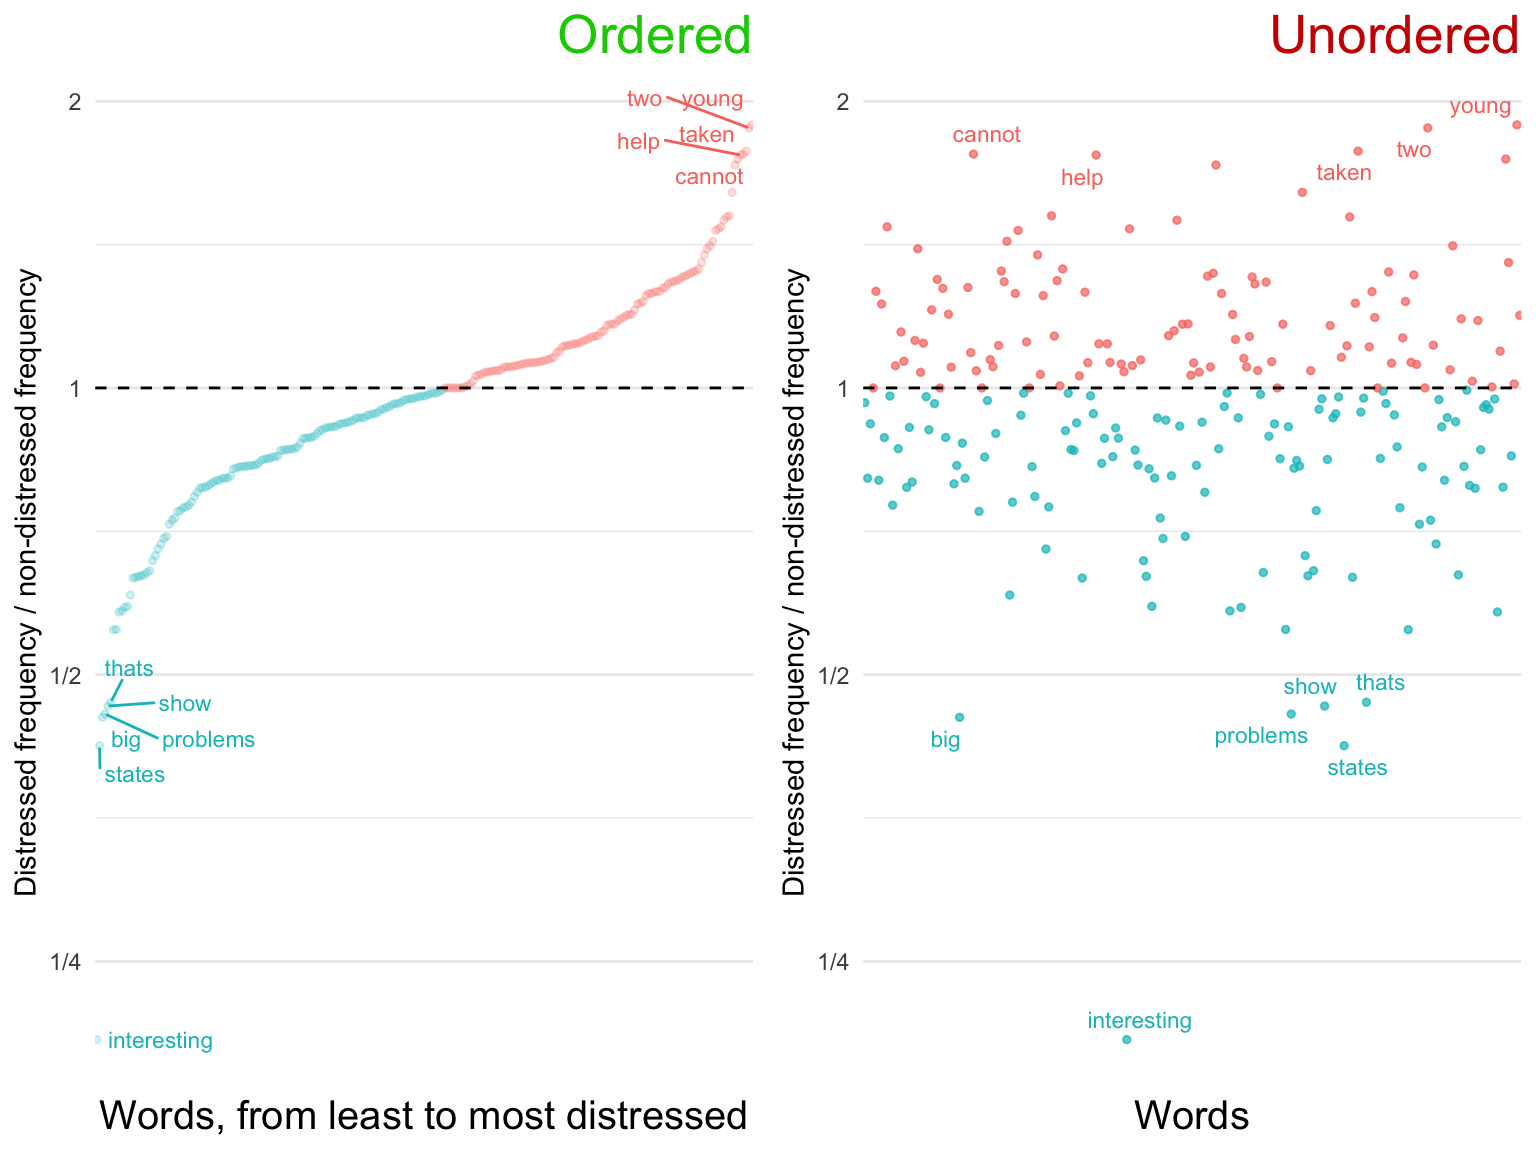 Ordered
Distressed frequency / non-distressed frequency
2
1
1/2
1/4
two
young
help
taken
cannot
thats
show
big
problems
states
interesting
Words, from least to most distressed
Unordered
Distressed frequency / non-distressed frequency
2
1
1/2
1/4
young
cannot
two
help
taken
show
thats
big
problems
states
interesting
Words